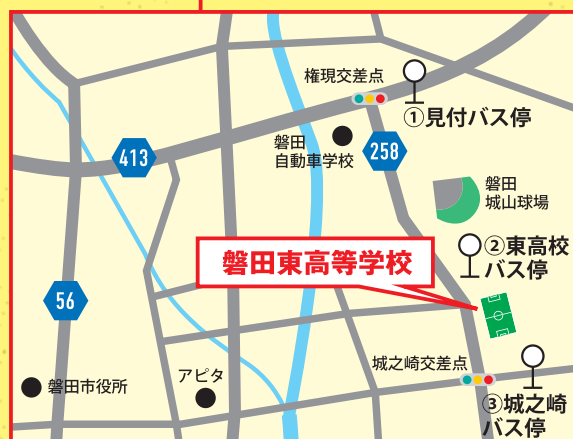 権現交差点
①見付バス停
413
磐田
自動車学校
258
磐田
城山球場
②東高校
バス停
磐田東高等学校
56
城之崎交差点
アピタ
磐田市役所
③城之崎
バス停